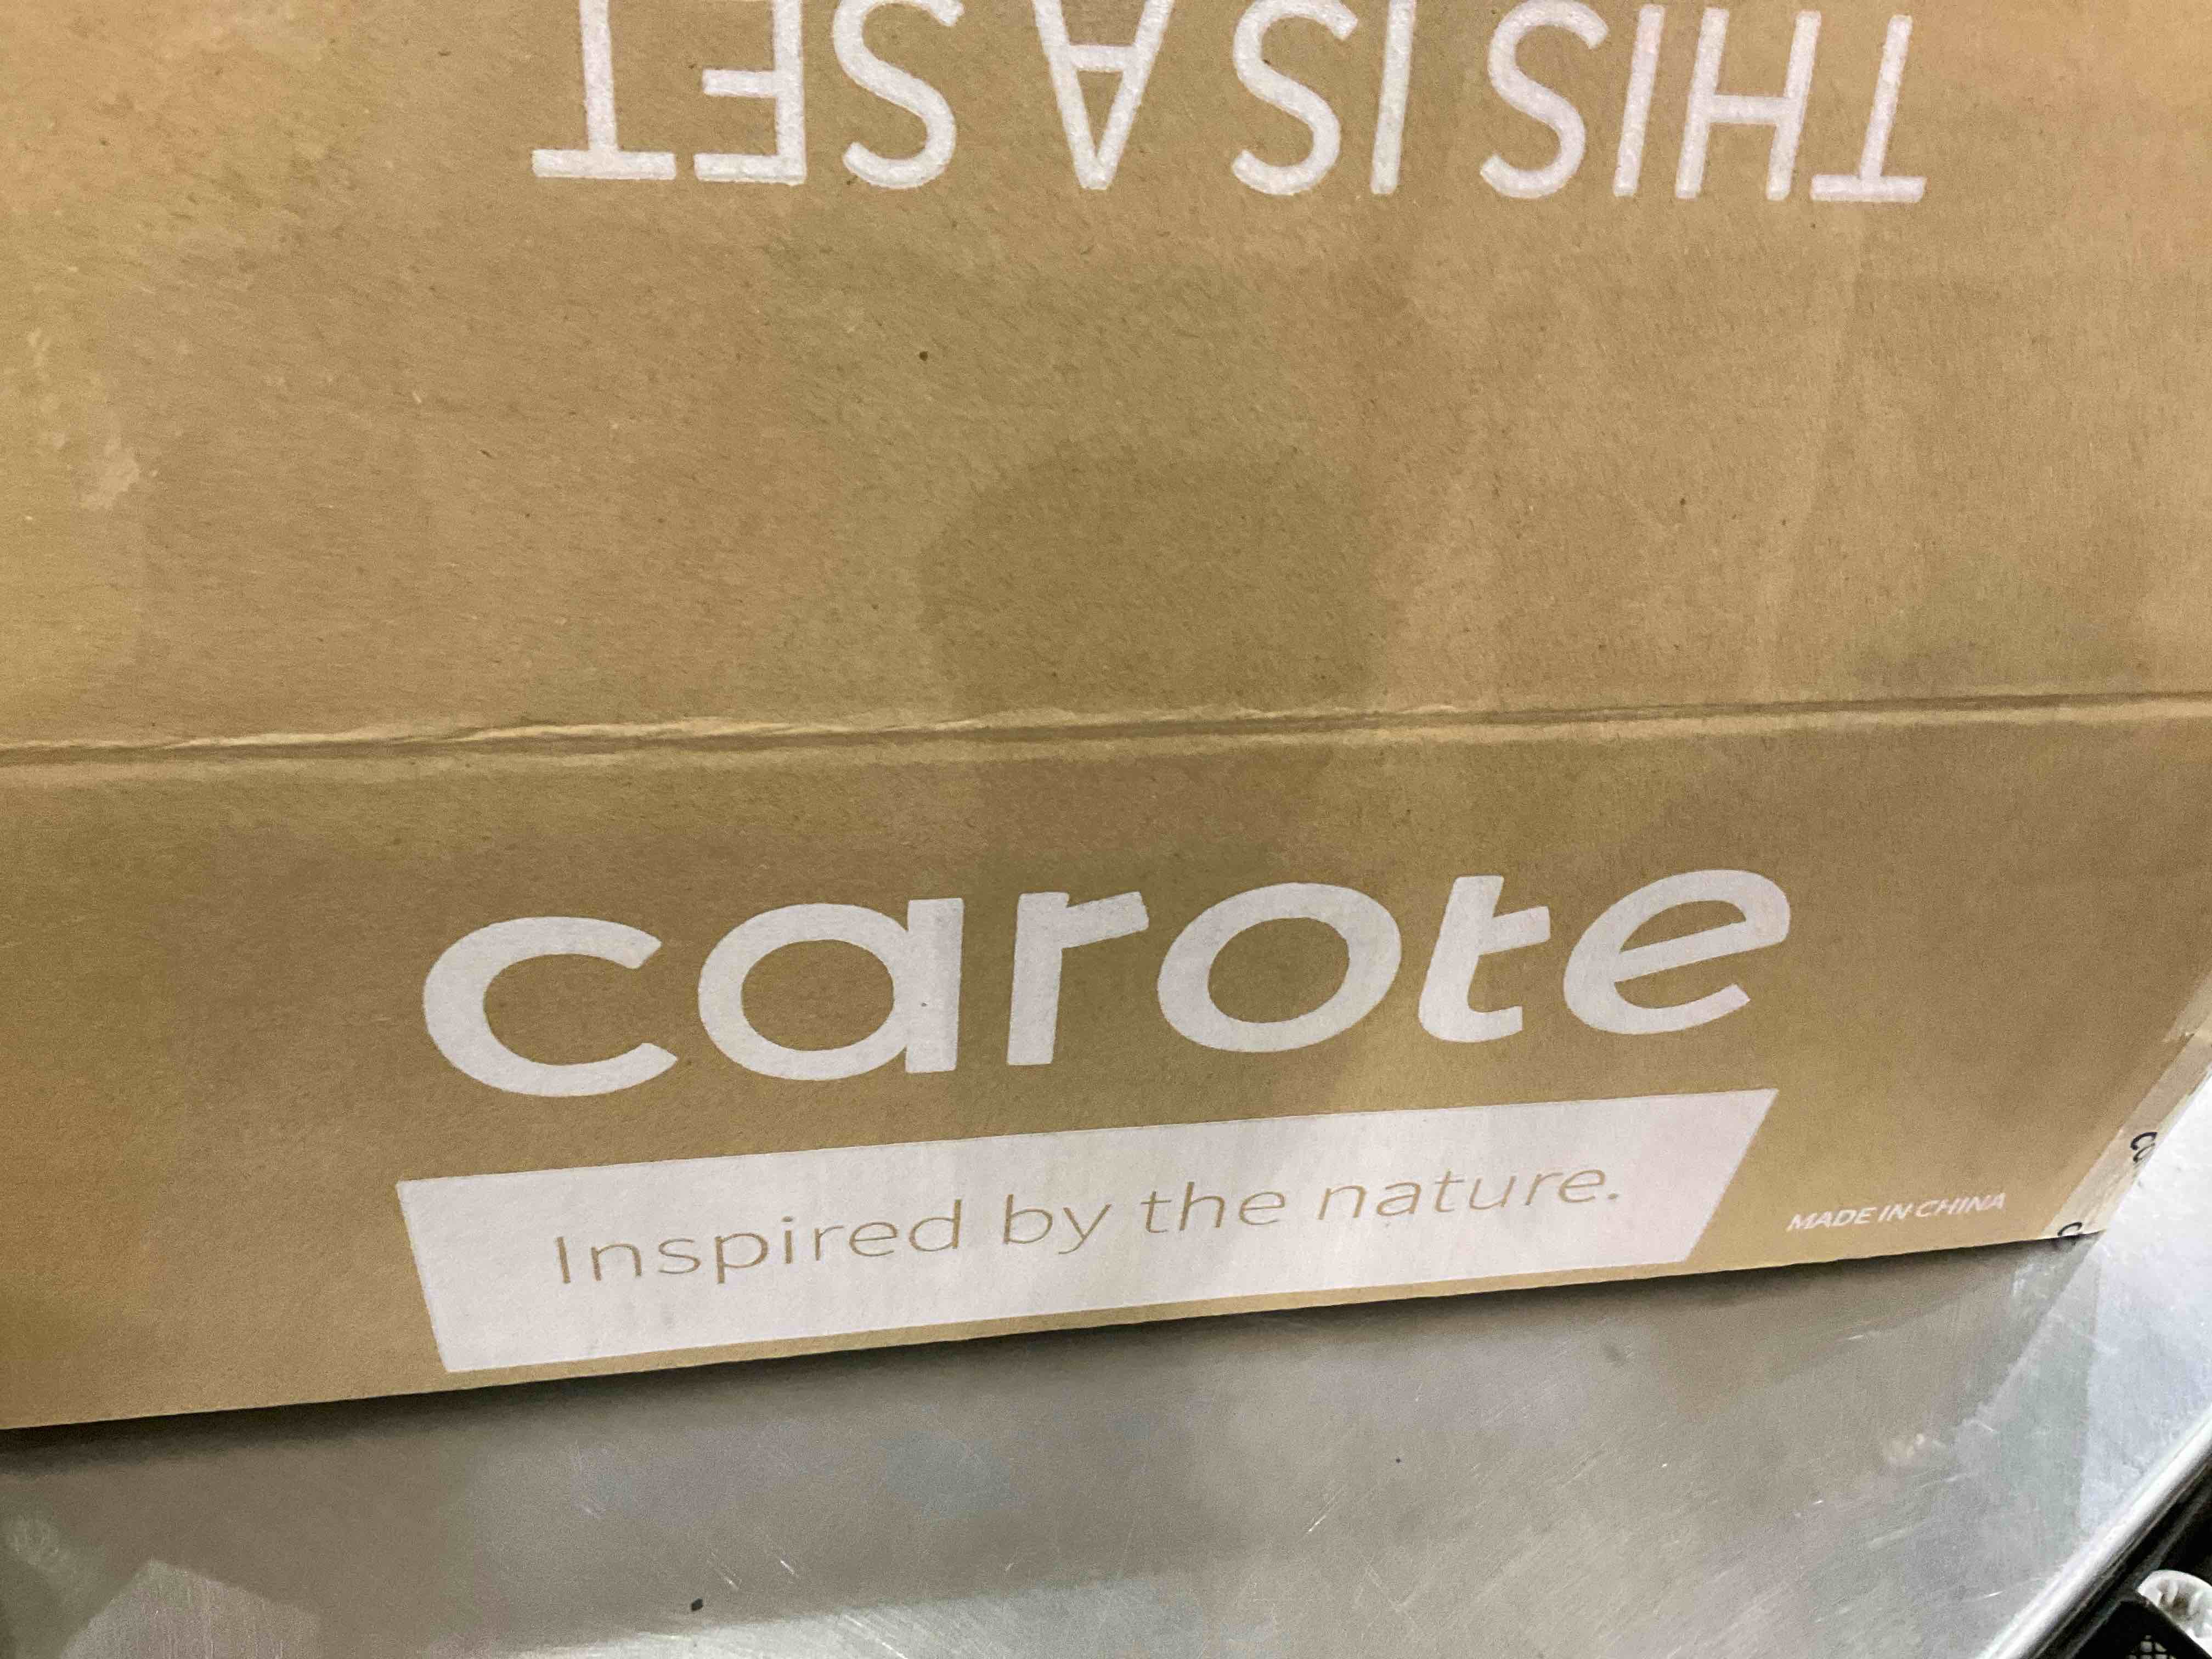 THIS IS A SET
carote
Inspired by the nature.
MADE IN CHINA